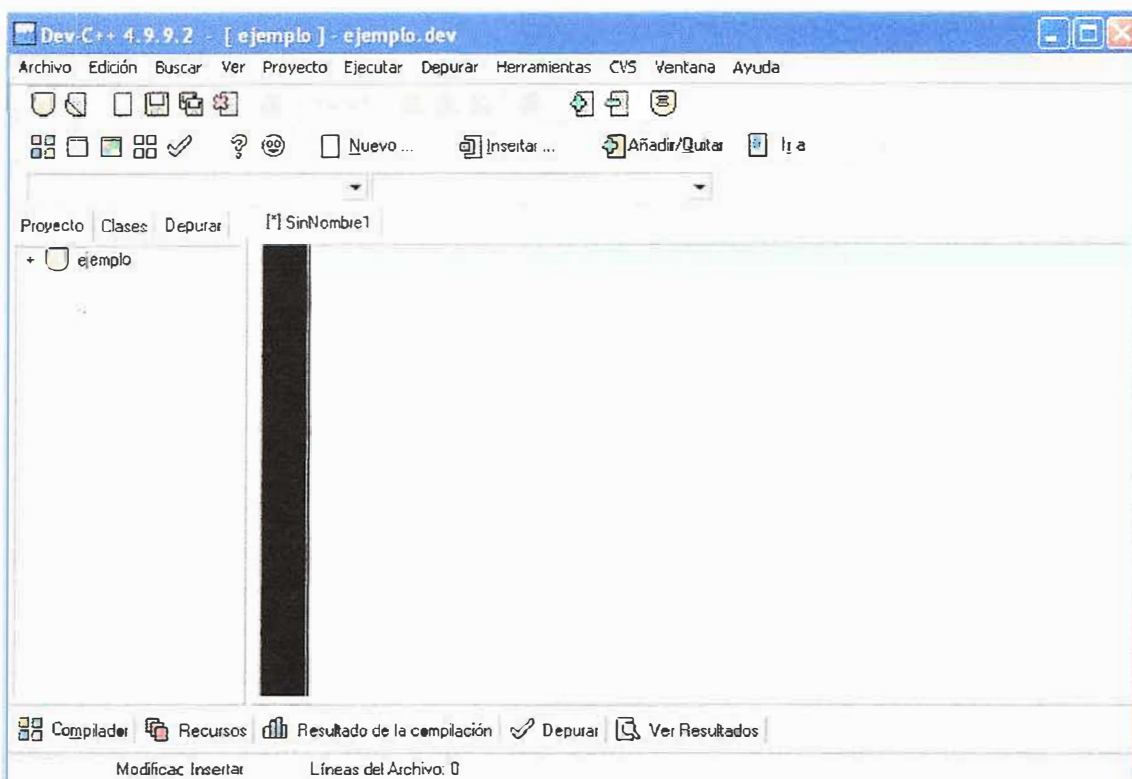 Dev-C++ 4.9.9.2 - [ ejemplo ] - ejemplo.dev
Archivo Edición Buscar Ver Proyecto Ejecutar Depurar Herramientas CVS Ventana Ayuda
Nuevo ... Insertar ... Añadir/Quitar Ir a
Proyecto Clases Depurar [*] SinNombre1
+ ejemplo
Compilador Recursos Resultado de la compilación Depurar Ver Resultados
Modificac Insertar Líneas del Archivo: 0